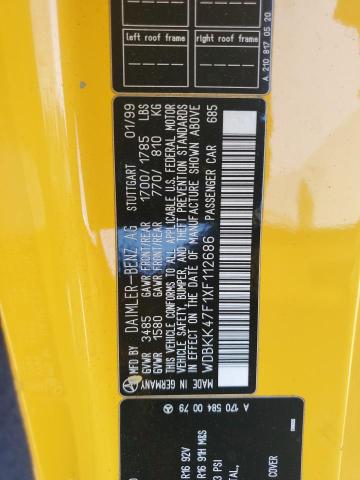 left roof frame
right roof frame
A 210 817 05 20
MADE IN GERMANY
DAIMLER-BENZ AG STUTTGART 01/99
GVWR GAWR-FRONT/REAR
3485 1700/ 1785 LBS
GVWR GAWR-FRONT/REAR
1580 770/ 810 KG
THIS VEHICLE CONFORMS TO ALL APPLICABLE U.S. FEDERAL MOTOR
VEHICLE SAFETY, BUMPER, AND THEFT PREVENTION STANDARDS
IN EFFECT ON THE DATE OF MANUFACTURE SHOWN ABOVE
WDBKK47F1XF112686 PASSENGER CAR 685
A 170 584 00 79
R16 92V
R16 91H M&S
3 PSI
COVER